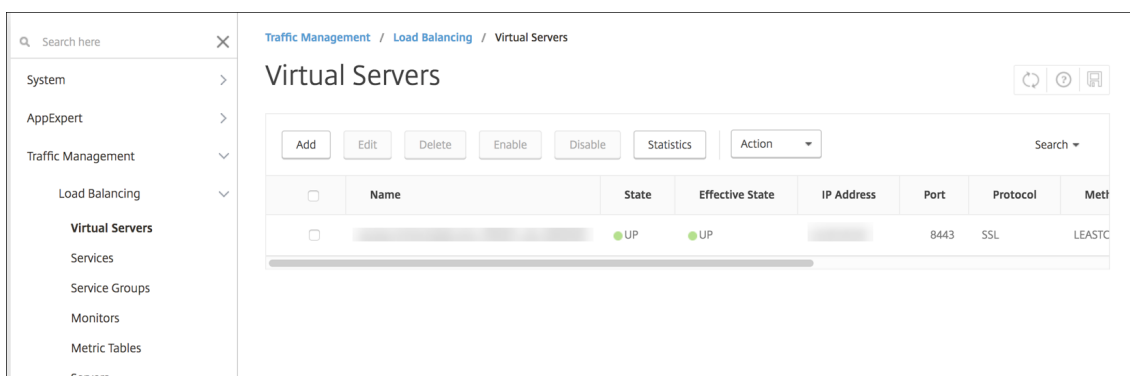 Search here
System
AppExpert
Traffic Management
Load Balancing
Virtual Servers
Services
Service Groups
Monitors
Metric Tables
Traffic Management / Load Balancing / Virtual Servers
Virtual Servers
Add Edit Delete Enable Disable Statistics Action Search
Name State Effective State IP Address Port Protocol
UP UP 8443 SSL